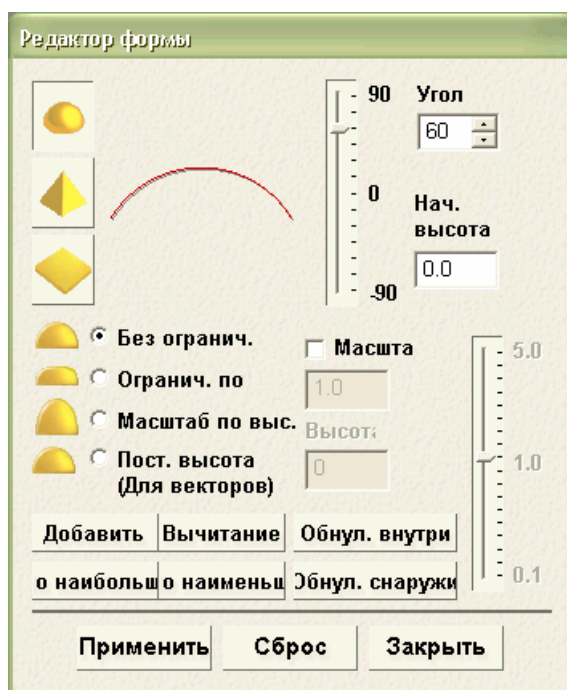 Редактор формы
90 Угол
60
0 Нач.
высота
0.0
-90
Без огранич. Масшта 5.0
Огранич. по 1.0
Масштаб по выс. Высота
Пост. высота 0 1.0
(Для векторов)
Добавить Вычитание Обнул. внутри
о наибольш о наименьш Обнул. снаружи 0.1
Применить Сброс Закрыть